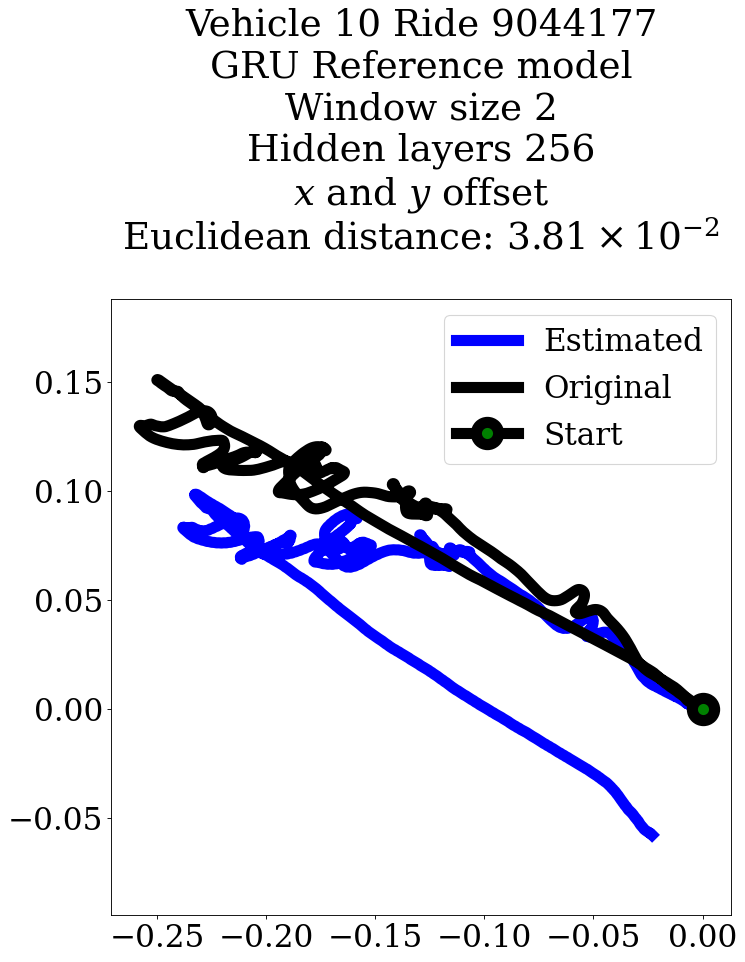 Vehicle 10 Ride 9044177
GRU Reference model
Window size 2
Hidden layers 256
x and y offset
Euclidean distance: 3.81 × 10⁻²
Estimated
Original
Start
0.15
0.10
0.05
0.00
−0.05
−0.25 −0.20 −0.15 −0.10 −0.05 0.00